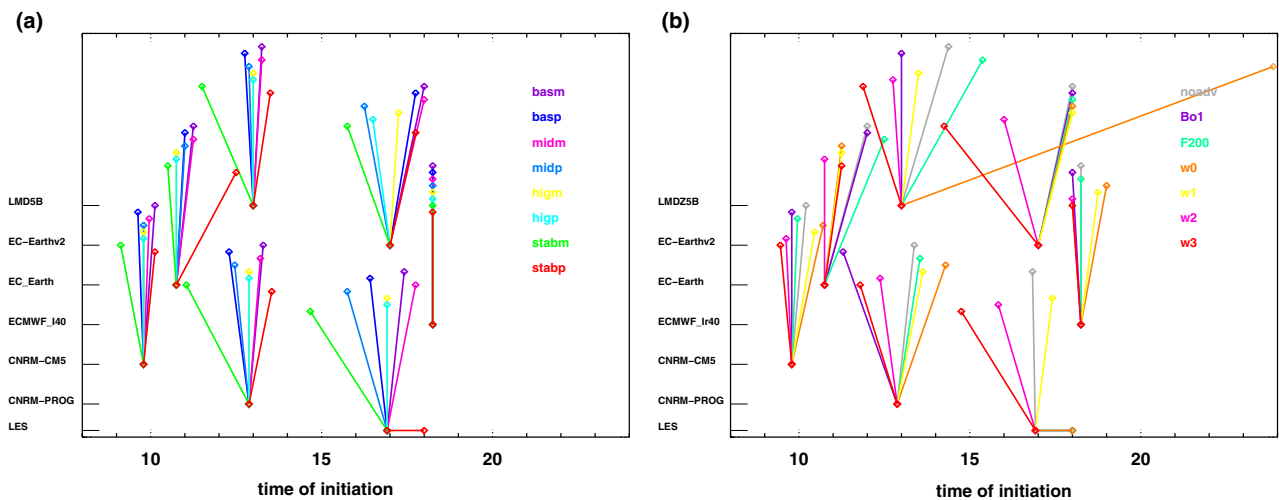 (a)
basm
basp
midm
midp
higm
higp
stabm
stabp
LMD5B
EC-Earthv2
EC_Earth
ECMWF_I40
CNRM-CM5
CNRM-PROG
LES
10 15 20
time of initiation
(b)
noadv
Bo1
F200
w0
w1
w2
w3
LMDZ5B
EC-Earthv2
EC-Earth
ECMWF_Ir40
CNRM-CM5
CNRM-PROG
LES
10 15 20
time of initiation